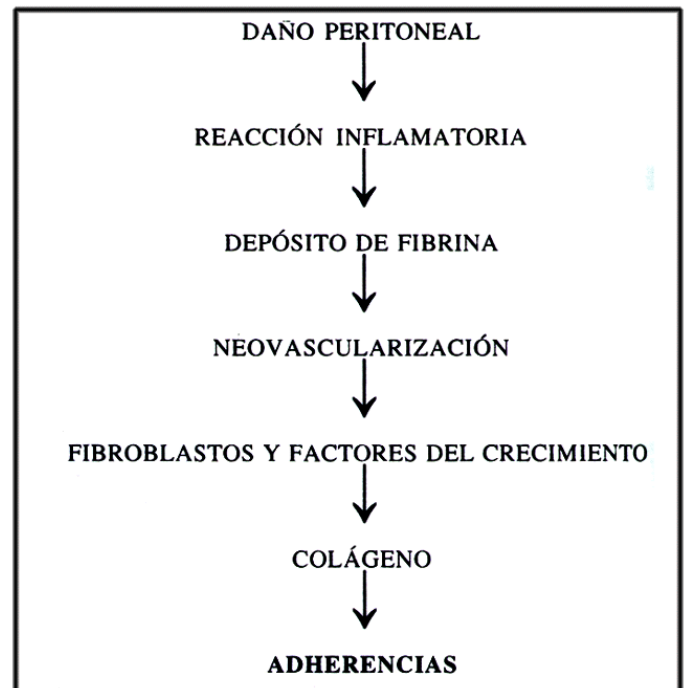 DAÑO PERITONEAL
REACCIÓN INFLAMATORIA
DEPÓSITO DE FIBRINA
NEOVASCULARIZACIÓN
FIBROBLASTOS Y FACTORES DEL CRECIMIENTO
COLÁGENO
ADHERENCIAS